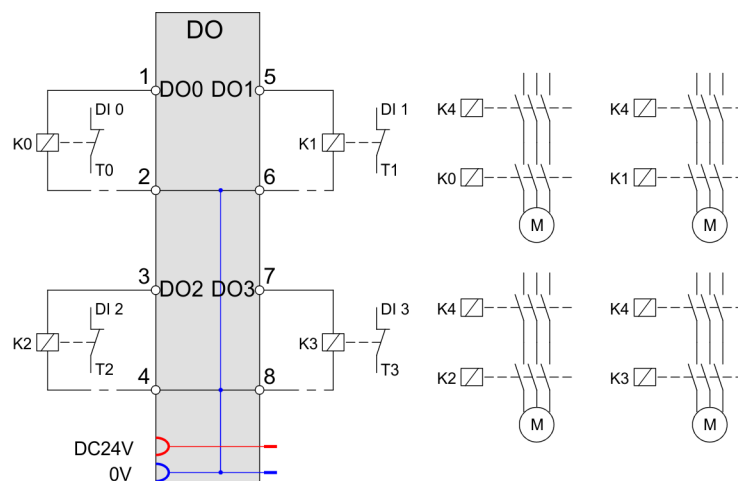 DO
1 DO0 DO1 5
DI 0
DI 1
K0
K1
T0
T1
2 6
3 DO2 DO3 7
DI 2
DI 3
K2
K3
T2
T3
4 8
DC24V
0V
K4
K4
K0
K1
M
M
K4
K4
K2
K3
M
M